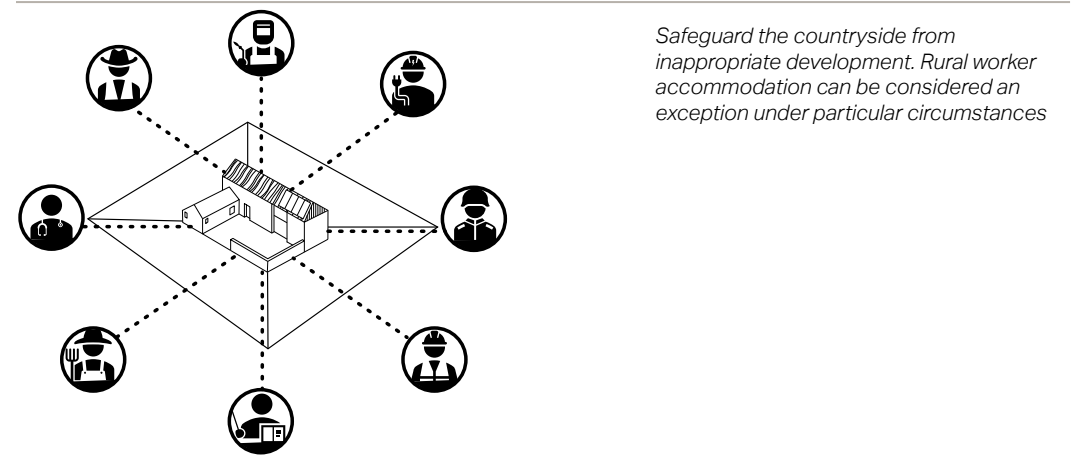 Safeguard the countryside from
inappropriate development. Rural worker
accommodation can be considered an
exception under particular circumstances